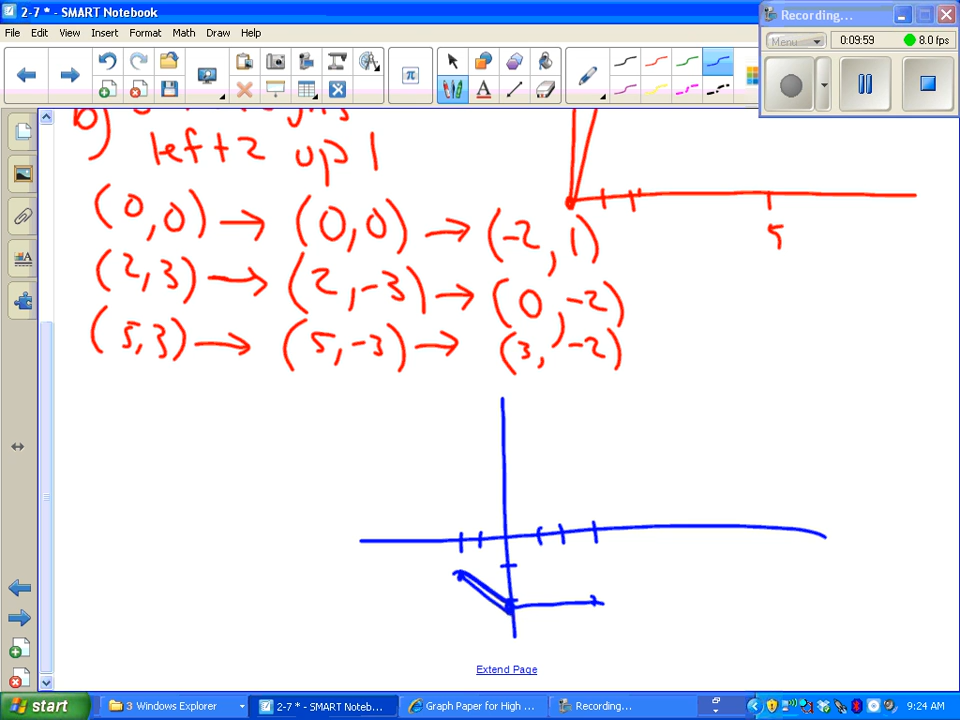 2-7 * - SMART Notebook
Recording...
File Edit View Insert Format Math Draw Help
Menu
0:09:59
8.0 fps
π
A
b)
left 2 up 1
(0,0) → (0,0) → (-2, 1)
(2,3) → (2,-3) → (0,-2)
(5,3) → (5,-3) → (3,-2)
5
Extend Page
start
3 Windows Explorer
2-7 * - SMART Noteb...
Graph Paper for High ...
Recording...
9:24 AM